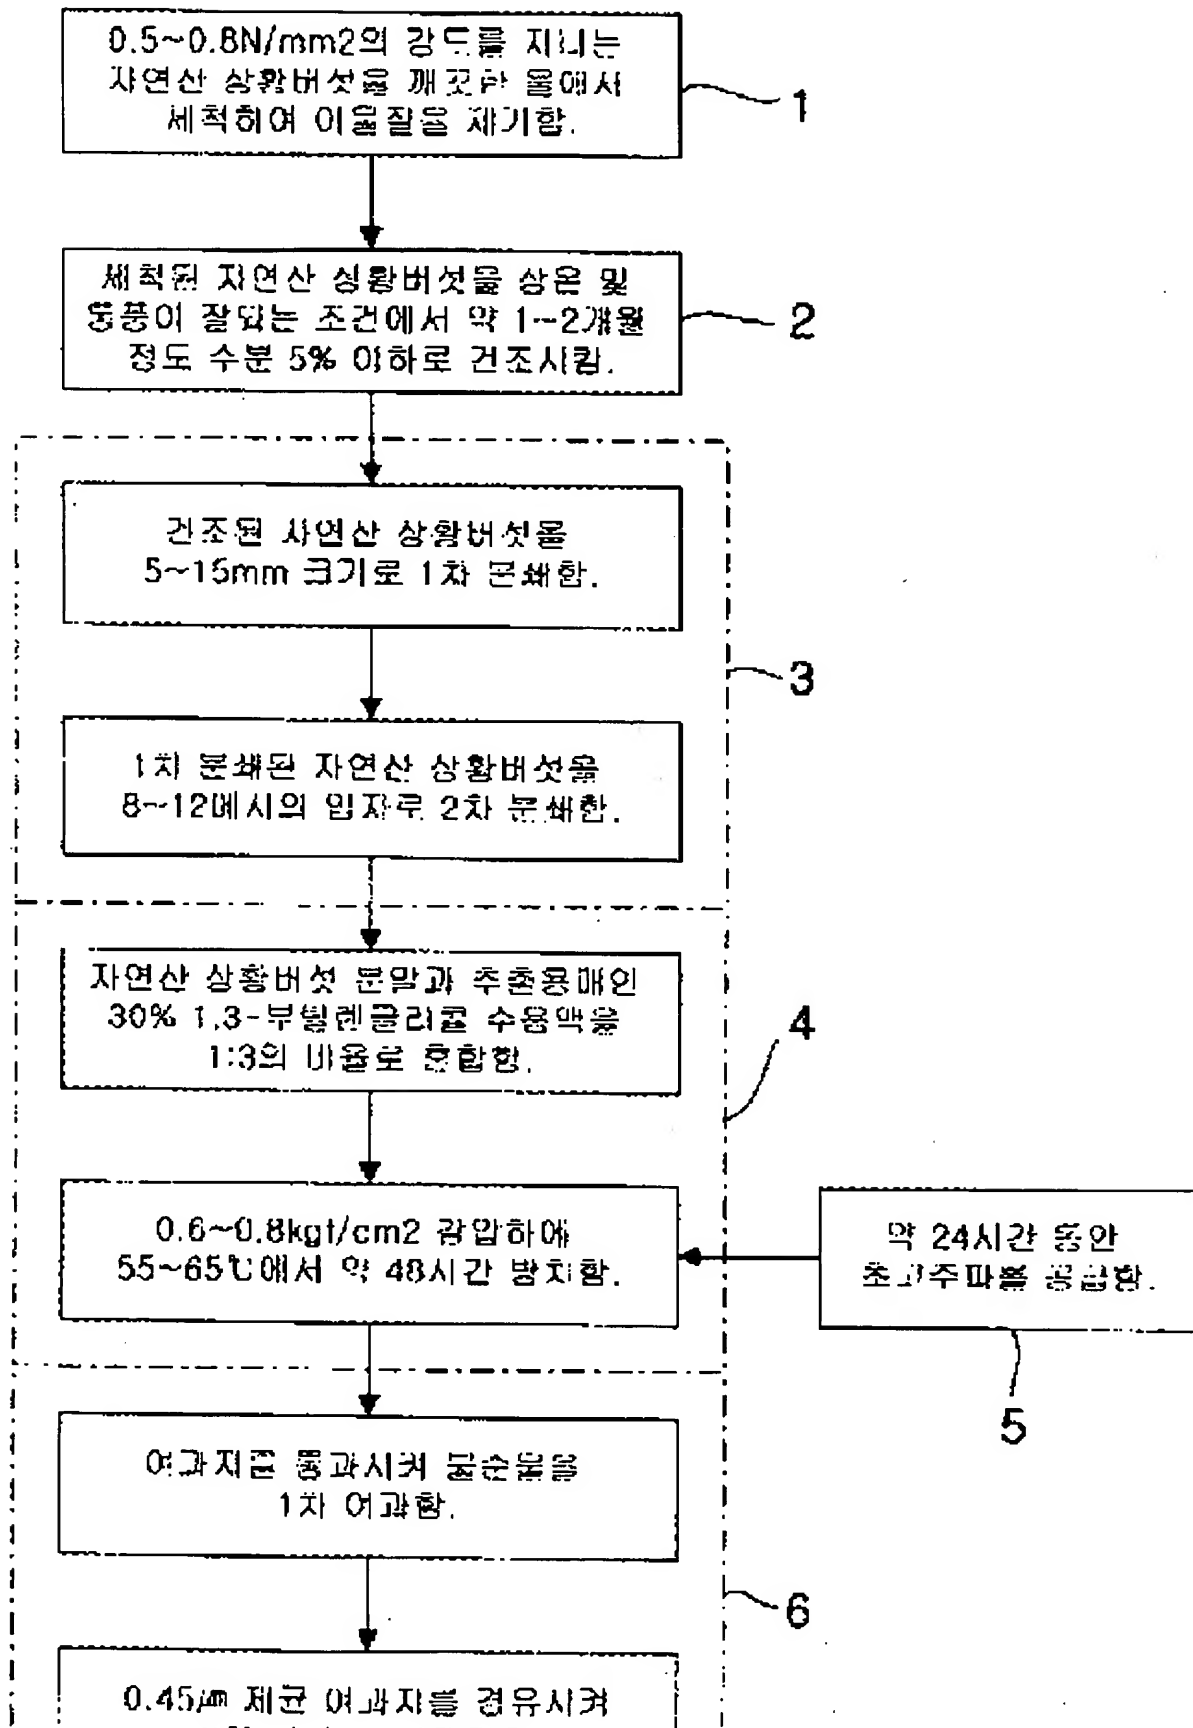 0.5~0.8N/mm2의 강도를 지니는
자연산 상황버섯을 깨끗한 물에서
세척하여 이물질을 제거함.
1
세척된 자연산 상황버섯을 상온 및
통풍이 잘되는 조건에서 약 1~2개월
정도 수분 5% 이하로 건조시킴.
2
건조된 자연산 상황버섯을
5~15mm 크기로 1차 분쇄함.
3
1차 분쇄된 자연산 상황버섯을
8~12메시의 입자로 2차 분쇄함.
자연산 상황버섯 분말과 추출용매인
30% 1,3-부틸렌글리콜 수용액을
1:3의 비율로 혼합함.
4
0.6~0.8kgf/cm2 감압하에
55~65℃에서 약 48시간 방치함.
약 24시간 동안
초고주파를 공급함.
5
여과지를 통과시켜 불순물을
1차 여과함.
6
0.45㎛ 제균 여과지를 경유시켜